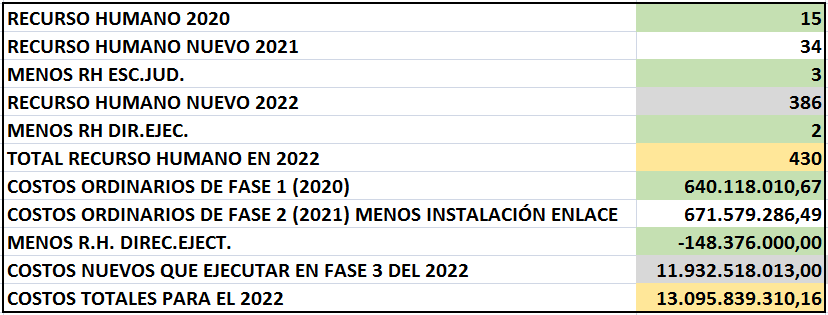 RECURSO HUMANO 2020 15
RECURSO HUMANO NUEVO 2021 34
MENOS RH ESC.JUD. 3
RECURSO HUMANO NUEVO 2022 386
MENOS RH DIR.EJEC. 2
TOTAL RECURSO HUMANO EN 2022 430
COSTOS ORDINARIOS DE FASE 1 (2020) 640.118.010,67
COSTOS ORDINARIOS DE FASE 2 (2021) MENOS INSTALACIÓN ENLACE 671.579.286,49
MENOS R.H. DIREC.EJECT. -148.376.000,00
COSTOS NUEVOS QUE EJECUTAR EN FASE 3 DEL 2022 11.932.518.013,00
COSTOS TOTALES PARA EL 2022 13.095.839.310,16